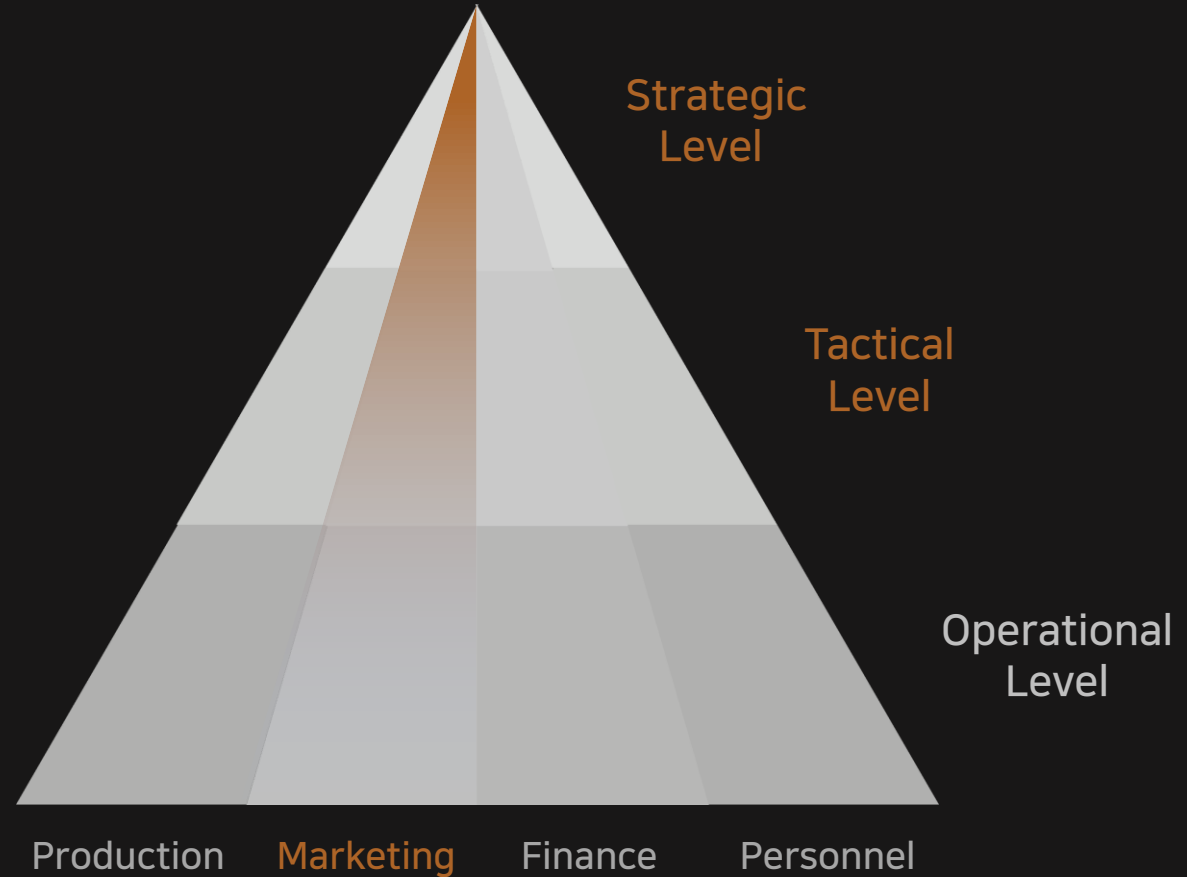 Strategic
Level
Tactical
Level
Operational
Level
Production Marketing Finance Personnel